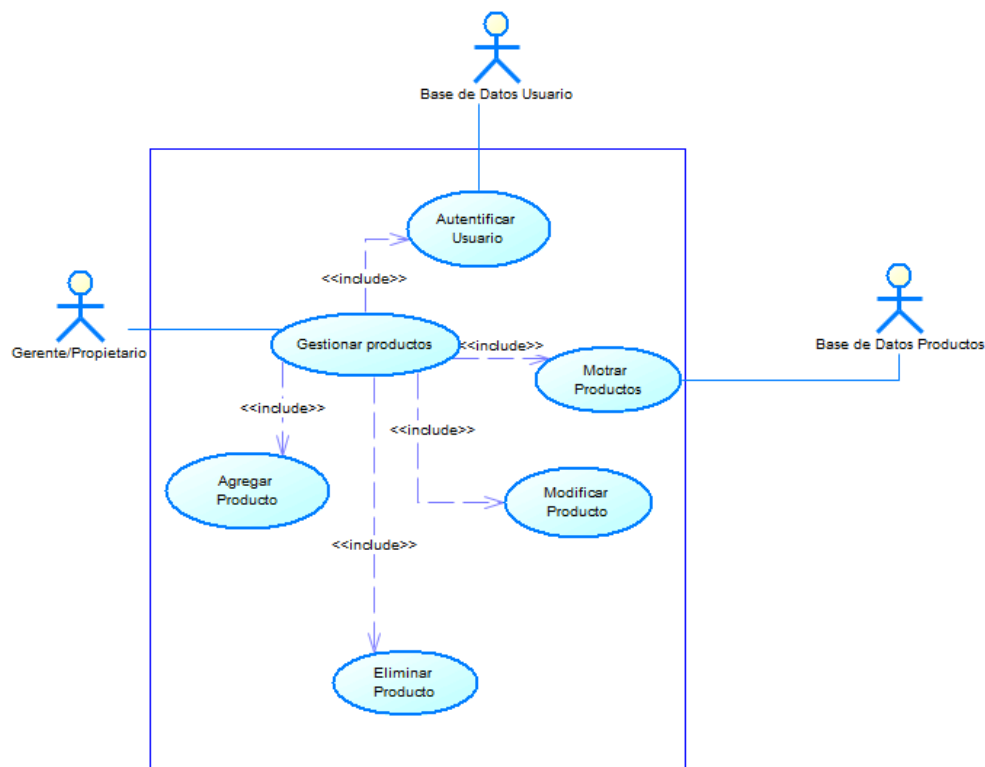 Base de Datos Usuario
Autentificar
Usuario
<<include>>
Gerente/Propietario
Gestionar productos
<<include>>
Base de Datos Productos
Motrar
Productos
<<include>>
<<include>>
Agregar
Producto
Modificar
Producto
<<include>>
Eliminar
Producto